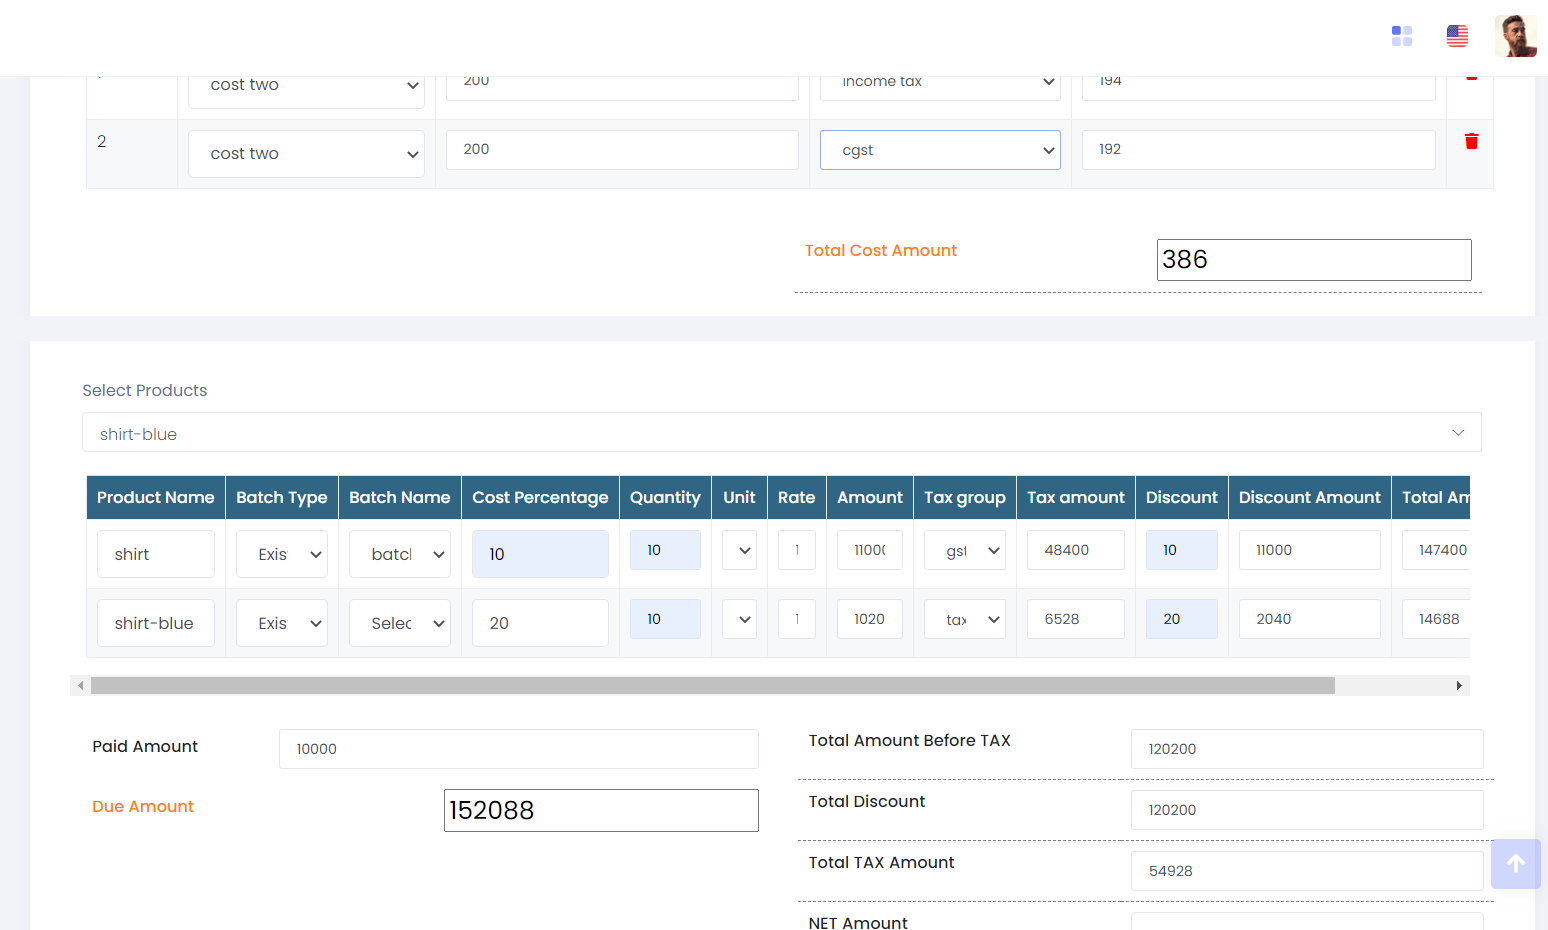 cost two 200 income tax 194
2 cost two 200 cgst 192
Total Cost Amount 386
Select Products
shirt-blue
Product Name Batch Type Batch Name Cost Percentage Quantity Unit Rate Amount Tax group Tax amount Discount Discount Amount Total Am
shirt Exis batcl 10 10 1 11000 gst 48400 10 11000 147400
shirt-blue Exis Selec 20 10 1 1020 tax 6528 20 2040 14688
Paid Amount 10000
Total Amount Before TAX 120200
Due Amount 152088
Total Discount 120200
Total TAX Amount 54928
NET Amount